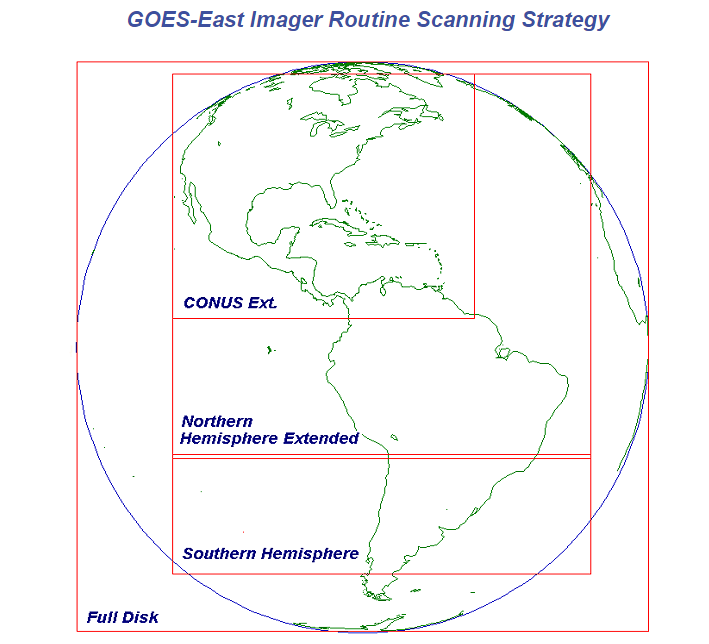 GOES-East Imager Routine Scanning Strategy
CONUS Ext.
Northern
Hemisphere Extended
Southern Hemisphere
Full Disk